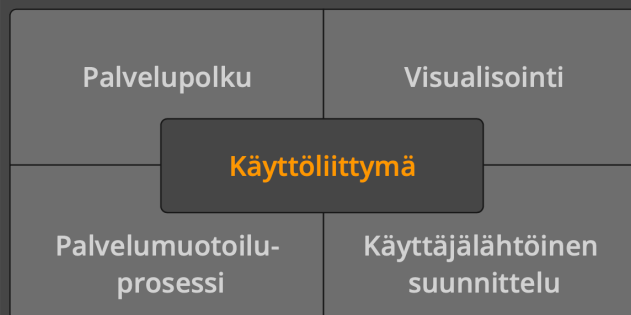 Palvelupolku
Visualisointi
Käyttöliittymä
Palvelumuotoilu-
prosessi
Käyttäjälähtöinen
suunnittelu